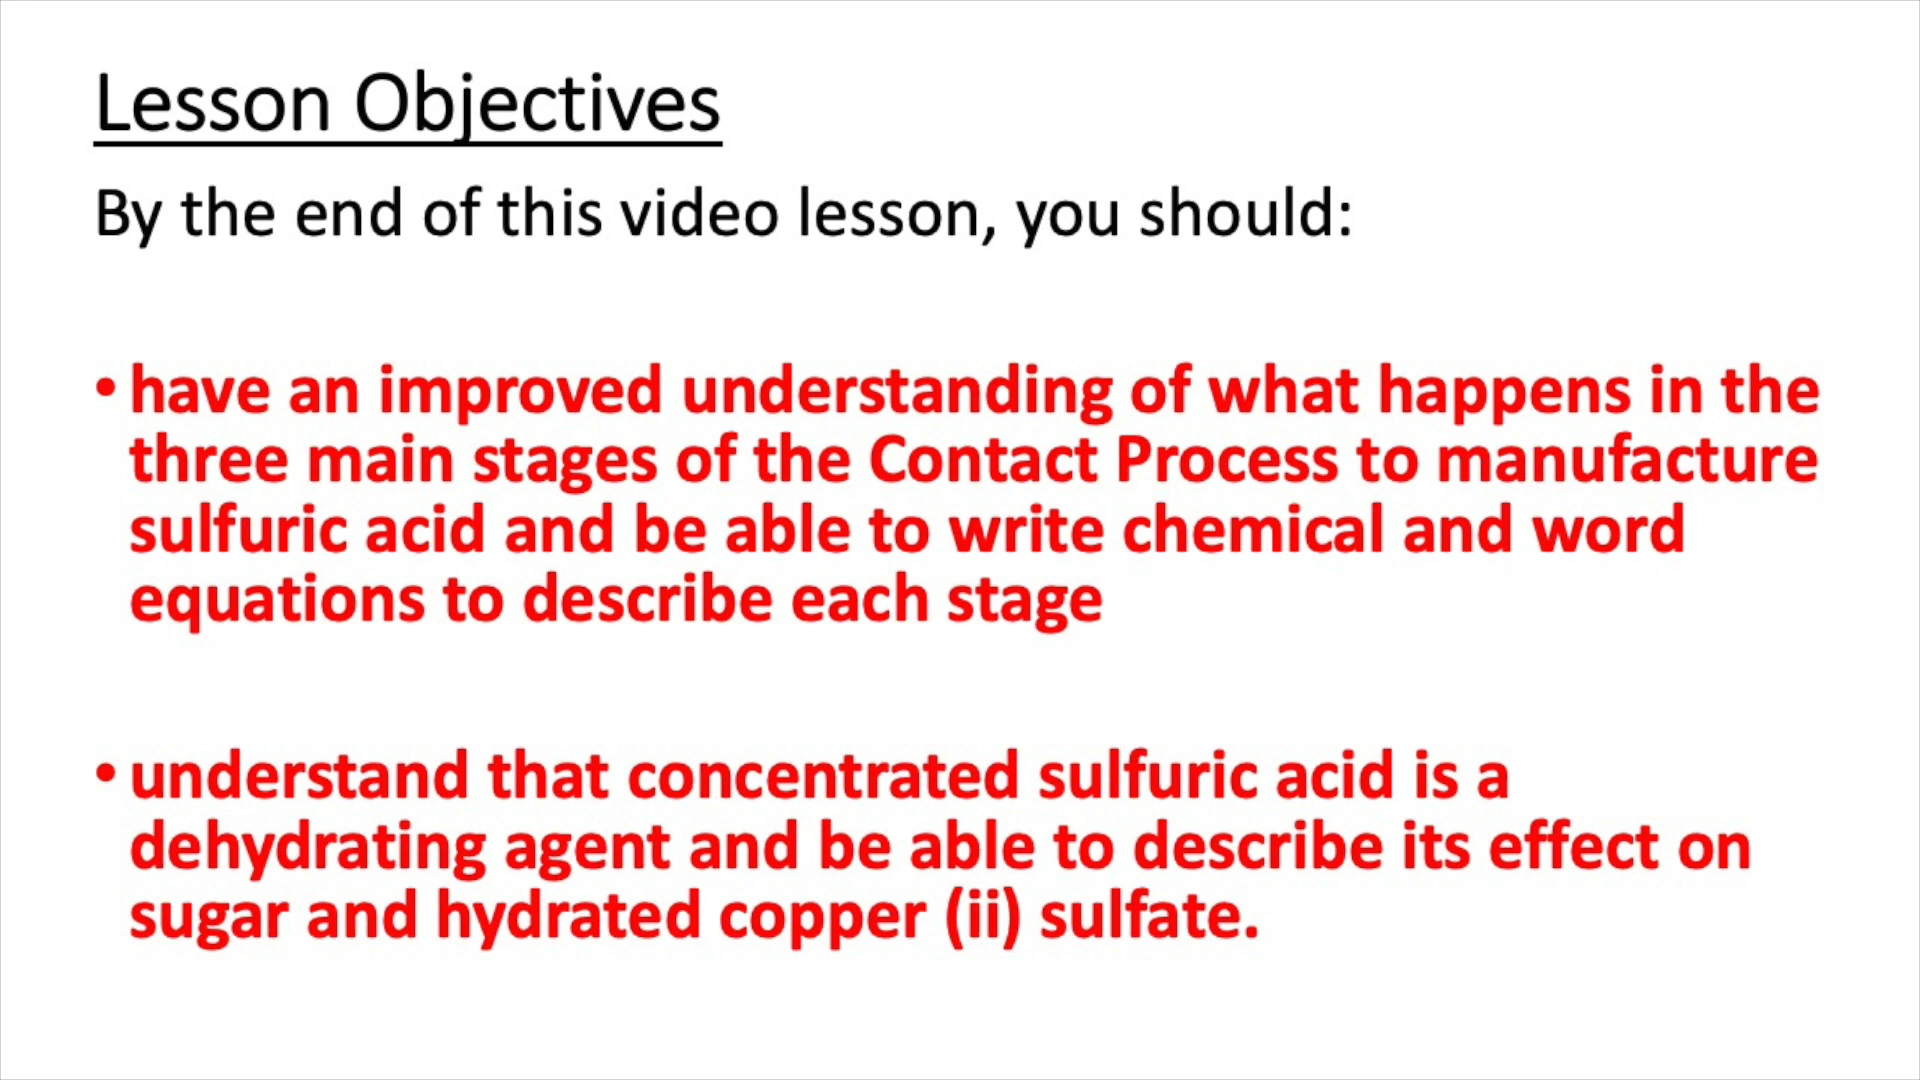 Lesson Objectives
By the end of this video lesson, you should:
• have an improved understanding of what happens in the
three main stages of the Contact Process to manufacture
sulfuric acid and be able to write chemical and word
equations to describe each stage
• understand that concentrated sulfuric acid is a
dehydrating agent and be able to describe its effect on
sugar and hydrated copper (ii) sulfate.